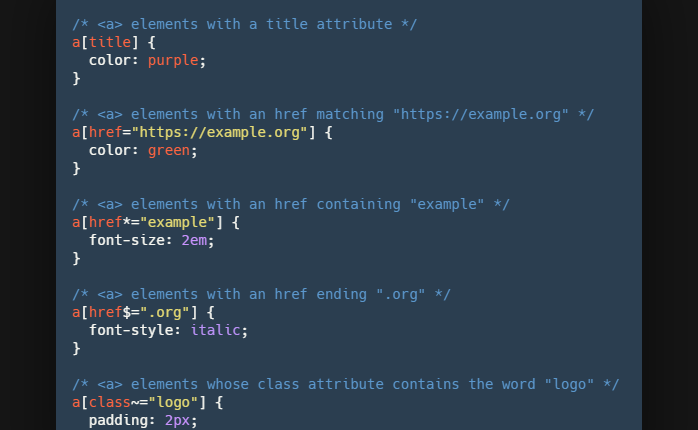 /* <a> elements with a title attribute */
a[title] {
  color: purple;
}

/* <a> elements with an href matching "https://example.org" */
a[href="https://example.org"] {
  color: green;
}

/* <a> elements with an href containing "example" */
a[href*="example"] {
  font-size: 2em;
}

/* <a> elements with an href ending ".org" */
a[href$=".org"] {
  font-style: italic;
}

/* <a> elements whose class attribute contains the word "logo" */
a[class~="logo"] {
  padding: 2px;